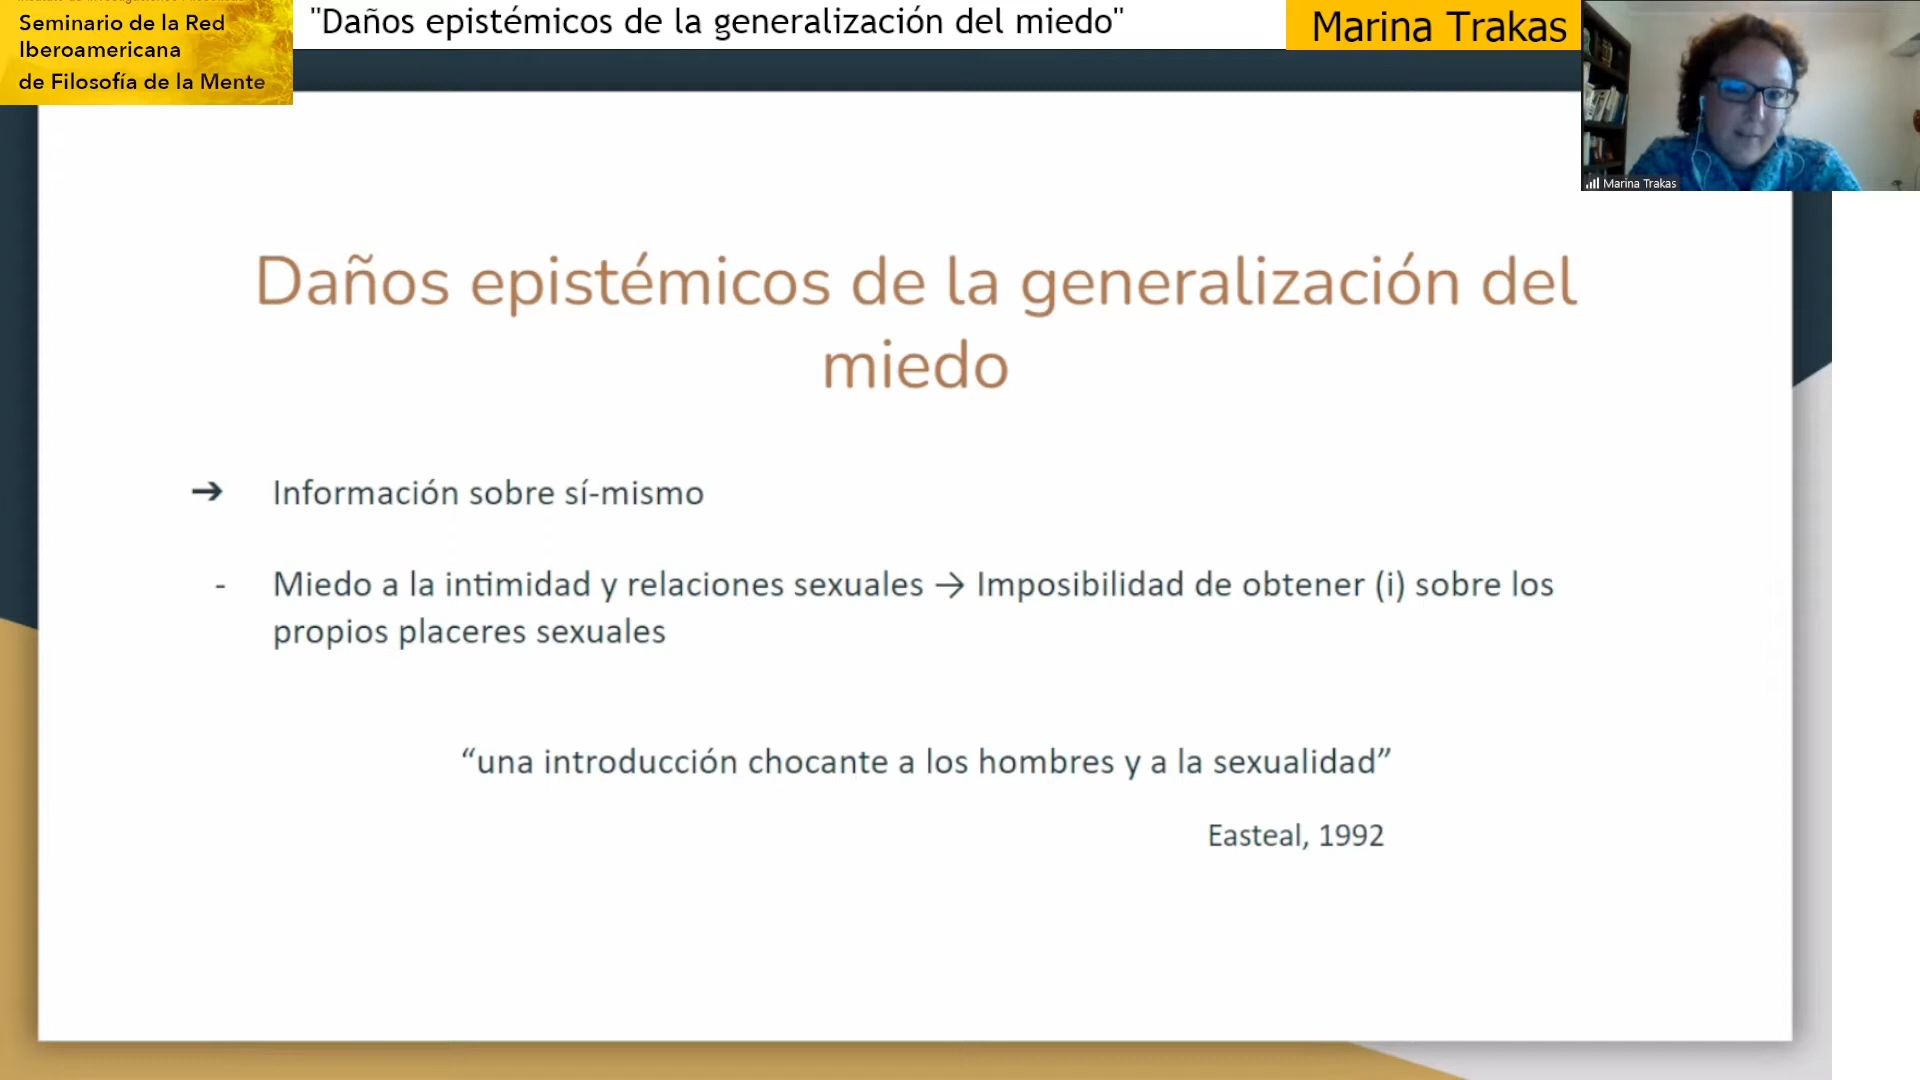 Seminario de la Red
Iberoamericana
de Filosofía de la Mente
"Daños epistémicos de la generalización del miedo"
Marina Trakas
Marina Trakas
Daños epistémicos de la generalización del
miedo
➔ Información sobre sí-mismo
- Miedo a la intimidad y relaciones sexuales → Imposibilidad de obtener (i) sobre los
propios placeres sexuales
“una introducción chocante a los hombres y a la sexualidad”
Easteal, 1992